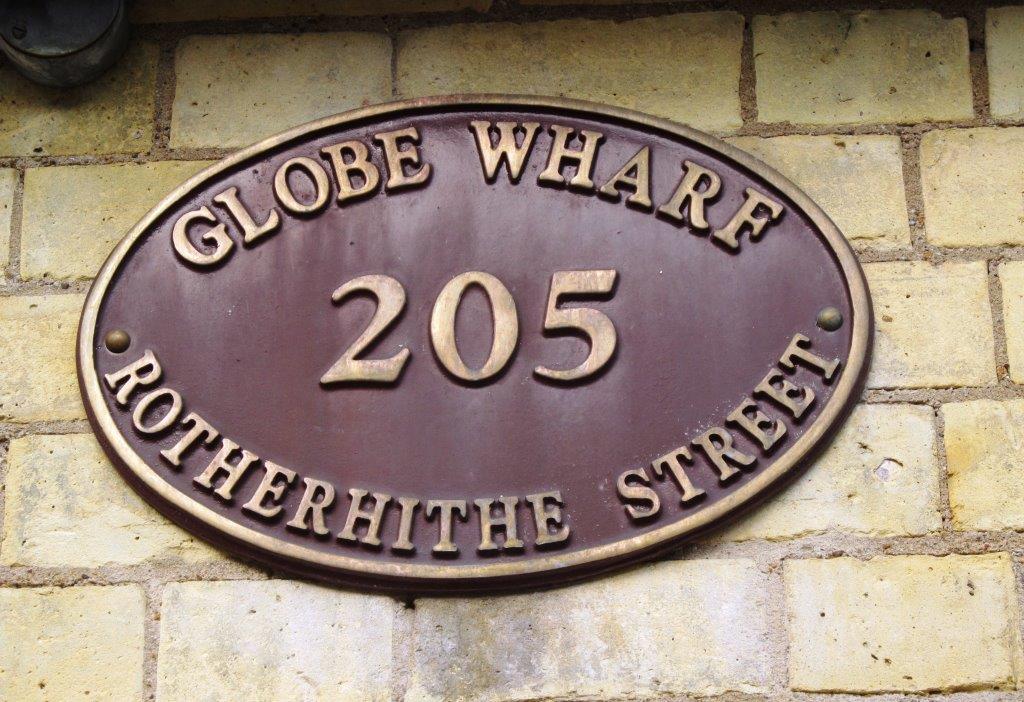 GLOBE WHARF
205
ROTHERHITHE STREET